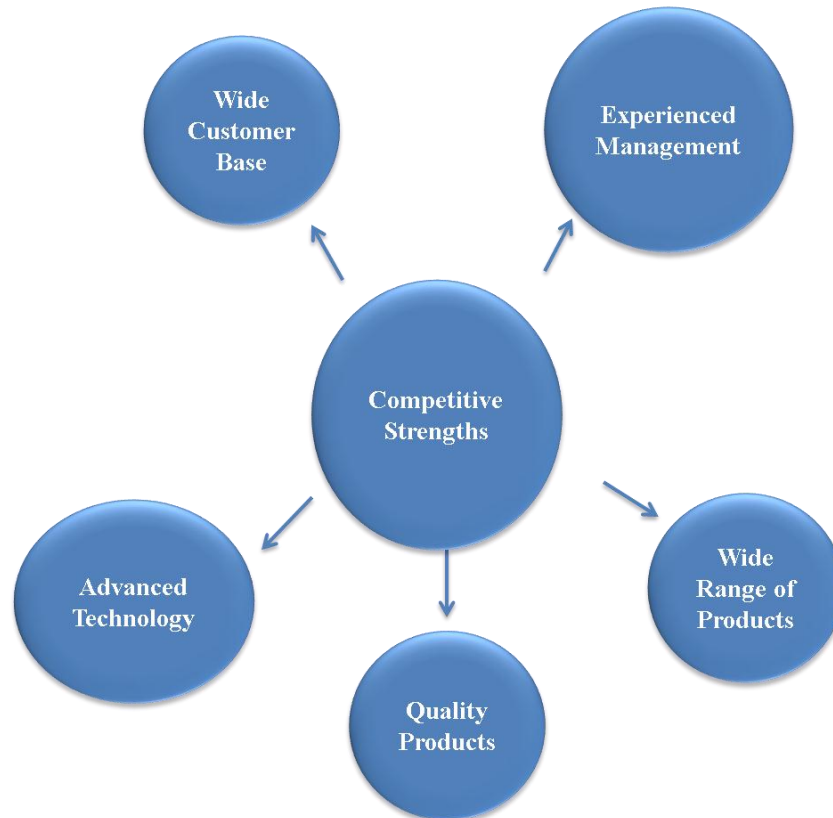 Wide
Customer
Base
Experienced
Management
Competitive
Strengths
Advanced
Technology
Wide
Range of
Products
Quality
Products